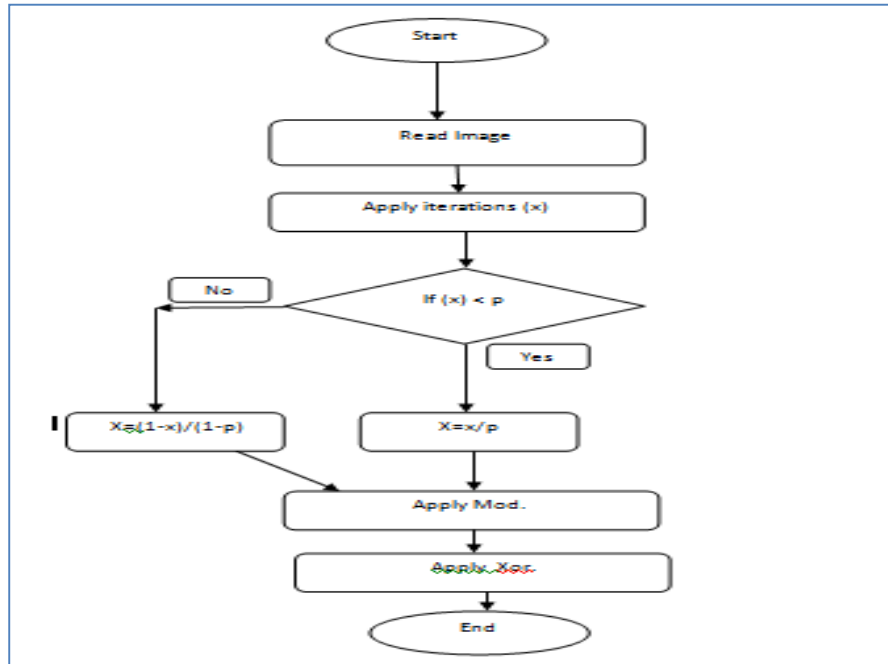 Start
Read Image
Apply iterations (x)
If (x) < p
No
Yes
X=(1-x)/(1-p)
X=x/p
Apply Mod.
Apply Xor.
End